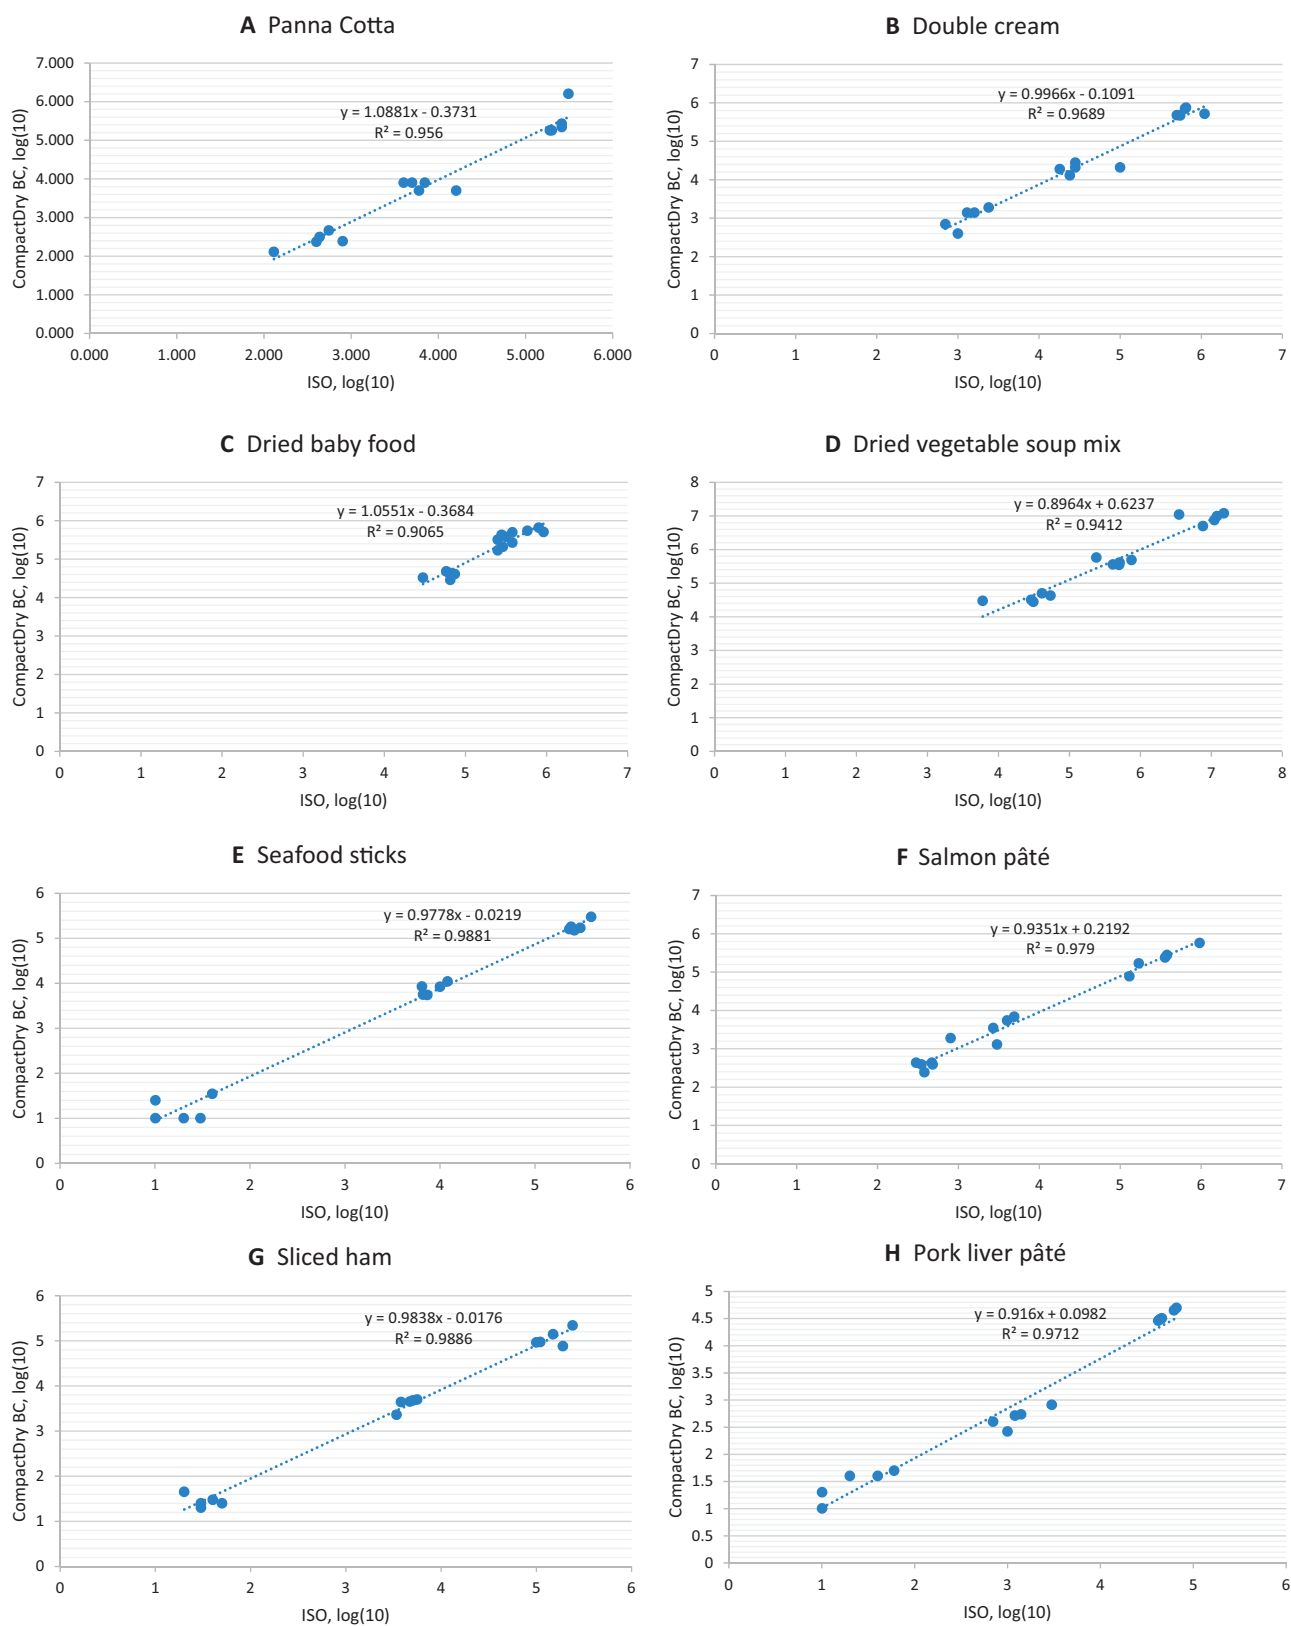 A Panna Cotta
CompactDry BC, log(10)
7.000
6.000
5.000
4.000
3.000
2.000
1.000
0.000
y = 1.0881x - 0.3731
R² = 0.956
0.000 1.000 2.000 3.000 4.000 5.000 6.000
ISO, log(10)
B Double cream
CompactDry BC, log(10)
7
6
5
4
3
2
1
0
y = 0.9966x - 0.1091
R² = 0.9689
0 1 2 3 4 5 6 7
ISO, log(10)
C Dried baby food
CompactDry BC, log(10)
7
6
5
4
3
2
1
0
y = 1.0551x - 0.3684
R² = 0.9065
0 1 2 3 4 5 6 7
ISO, log(10)
D Dried vegetable soup mix
CompactDry BC, log(10)
8
7
6
5
4
3
2
1
0
y = 0.8964x + 0.6237
R² = 0.9412
0 1 2 3 4 5 6 7 8
ISO, log(10)
E Seafood sticks
CompactDry BC, log(10)
6
5
4
3
2
1
0
y = 0.9778x - 0.0219
R² = 0.9881
0 1 2 3 4 5 6
ISO, log(10)
F Salmon pâté
CompactDry BC, log(10)
7
6
5
4
3
2
1
0
y = 0.9351x + 0.2192
R² = 0.979
0 1 2 3 4 5 6 7
ISO, log(10)
G Sliced ham
CompactDry BC, log(10)
6
5
4
3
2
1
0
y = 0.9838x - 0.0176
R² = 0.9886
0 1 2 3 4 5 6
ISO, log(10)
H Pork liver pâté
CompactDry BC, log(10)
5
4.5
4
3.5
3
2.5
2
1.5
1
0.5
0
y = 0.916x + 0.0982
R² = 0.9712
0 1 2 3 4 5 6
ISO, log(10)